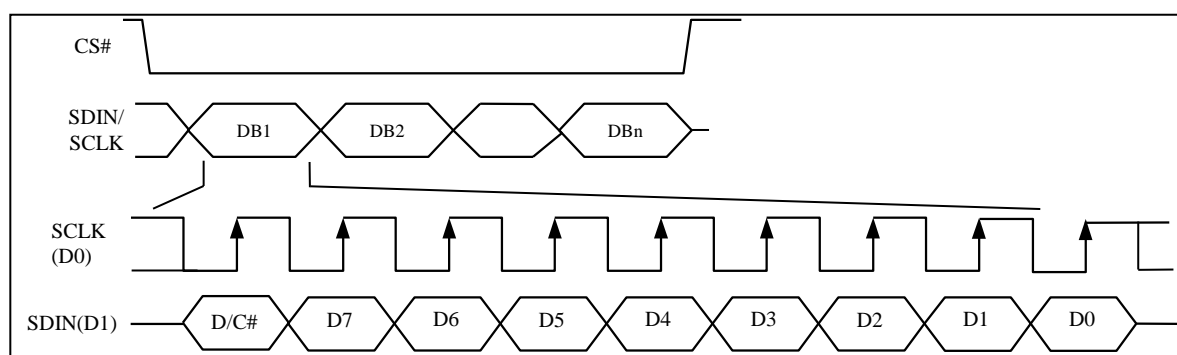 CS#
SDIN/
SCLK
DB1 DB2 DBn
SCLK
(D0)
SDIN(D1) D/C# D7 D6 D5 D4 D3 D2 D1 D0